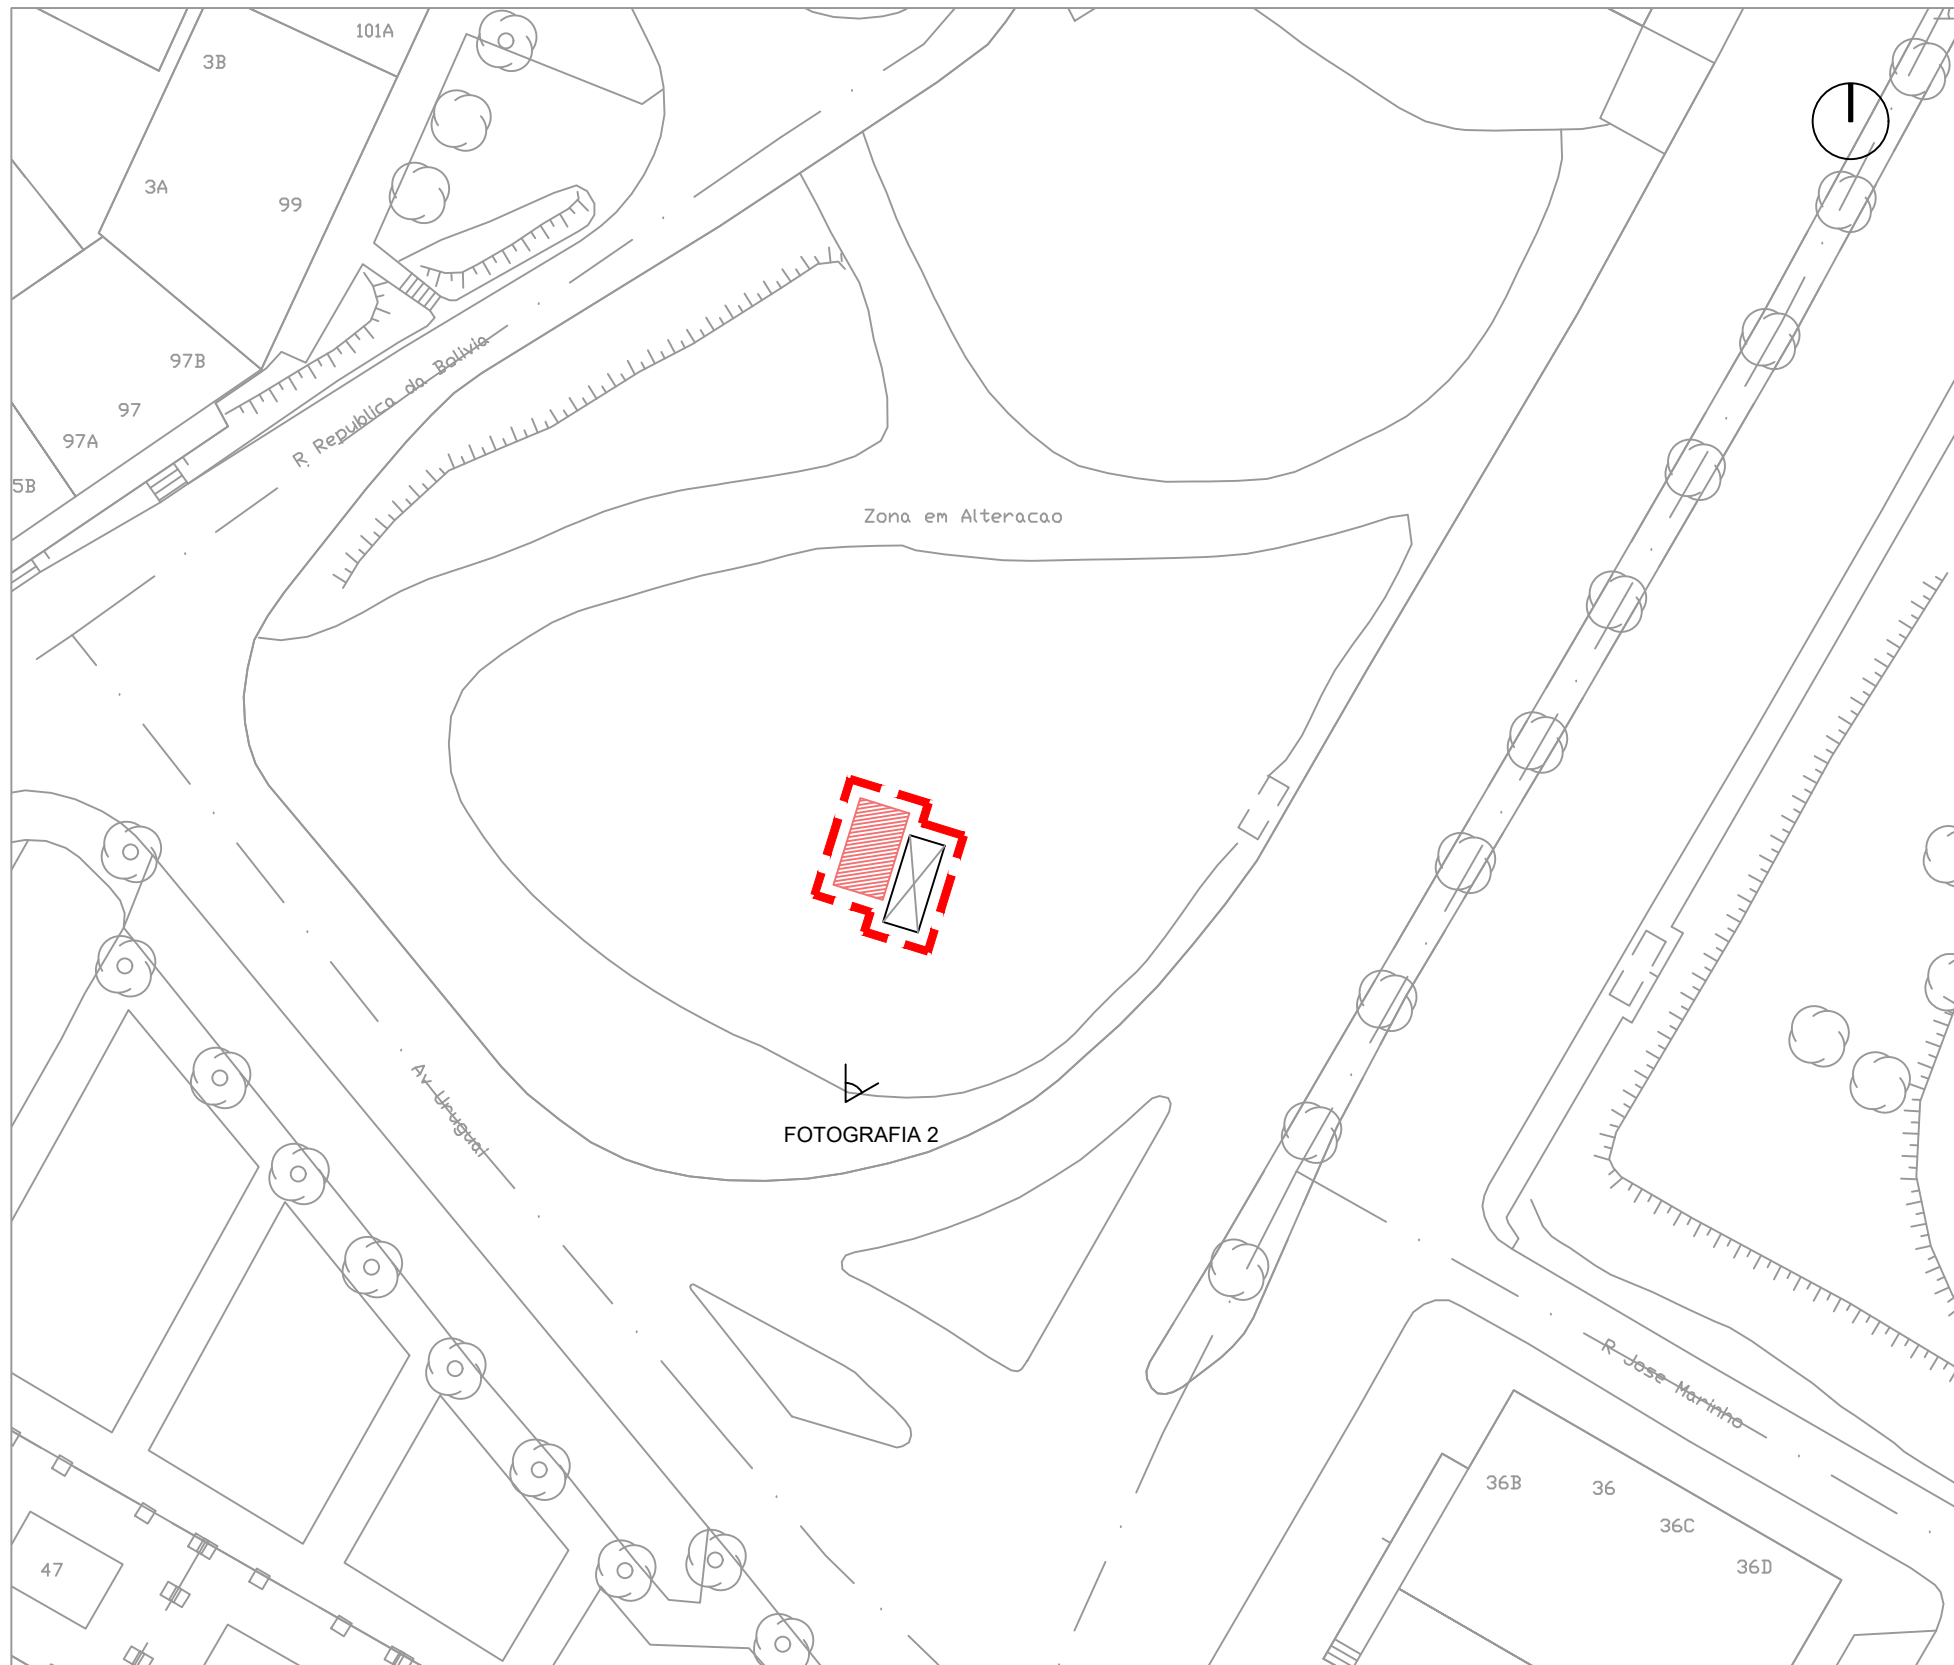 101A
3B
3A
99
97B
97
97A
5B
R Republica da Bolivia
Zona em Alteracao
Av Uruguai
FOTOGRAFIA 2
R Jose Marinho
36B
36
36C
36D
47